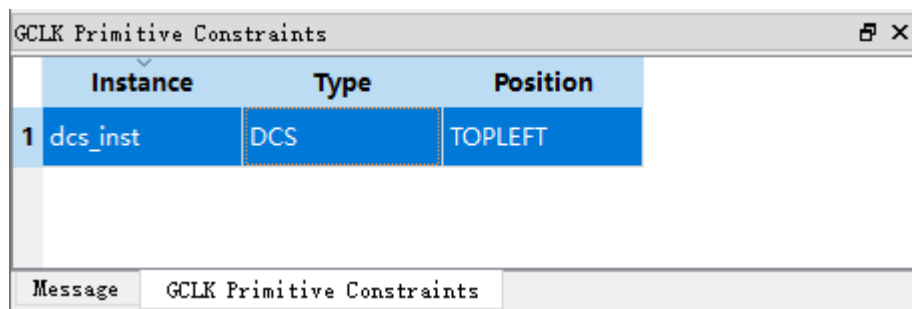 GCLK Primitive Constraints
Instance Type Position
1 dcs_inst DCS TOPLEFT
Message GCLK Primitive Constraints